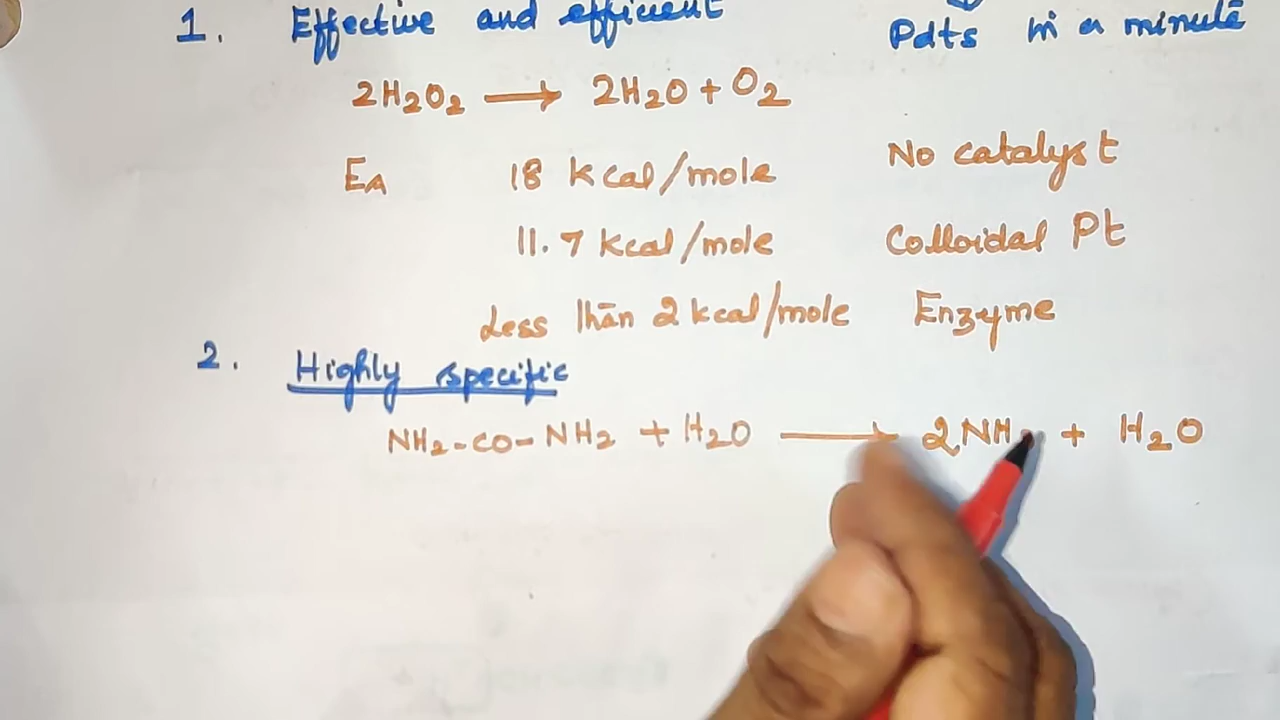 1. Effective and efficient
Pdts in a minute
2H2O2 → 2H2O + O2
EA 18 kcal/mole No catalyst
11.7 kcal/mole Colloidal Pt
Less than 2 kcal/mole Enzyme
2. Highly specific
NH2-CO-NH2 + H2O → 2NH + H2O